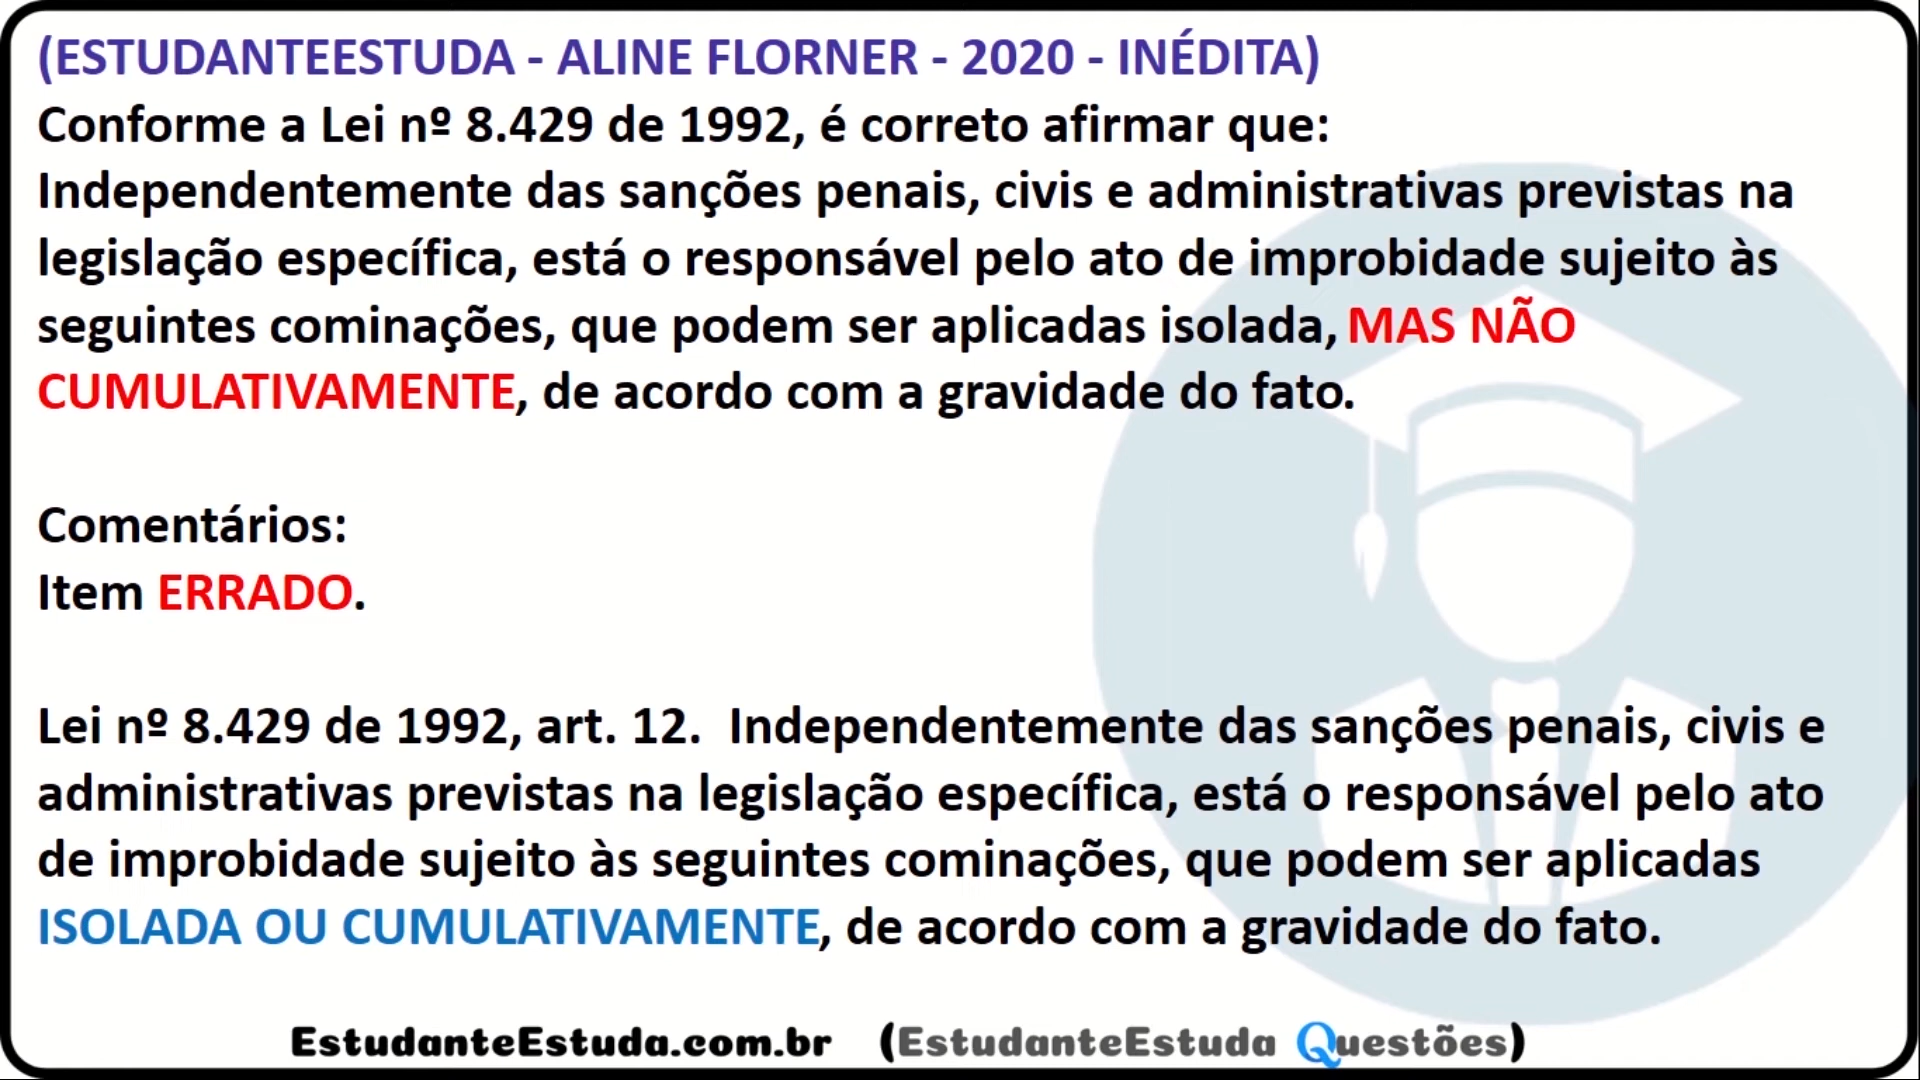 (ESTUDANTEESTUDA - ALINE FLORNER - 2020 - INÉDITA)
Conforme a Lei nº 8.429 de 1992, é correto afirmar que:
Independentemente das sanções penais, civis e administrativas previstas na
legislação específica, está o responsável pelo ato de improbidade sujeito às
seguintes cominações, que podem ser aplicadas isolada, MAS NÃO
CUMULATIVAMENTE, de acordo com a gravidade do fato.
Comentários:
Item ERRADO.
Lei nº 8.429 de 1992, art. 12.  Independentemente das sanções penais, civis e
administrativas previstas na legislação específica, está o responsável pelo ato
de improbidade sujeito às seguintes cominações, que podem ser aplicadas
ISOLADA OU CUMULATIVAMENTE, de acordo com a gravidade do fato.
EstudanteEstuda.com.br (EstudanteEstuda Questões)